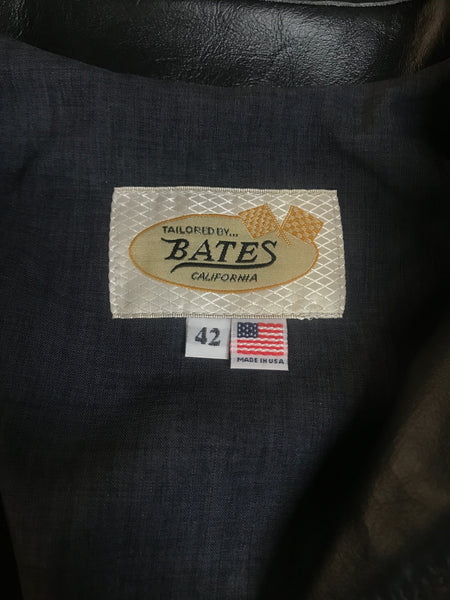 TAILORED BY...
BATES
CALIFORNIA
42
MADE IN USA